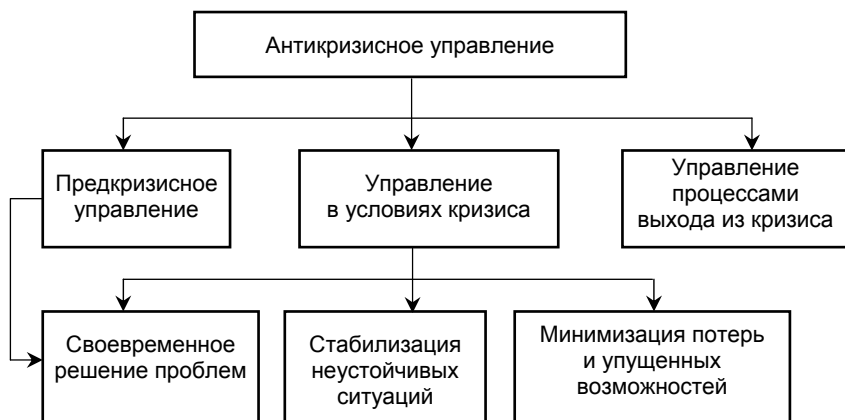 Антикризисное управление
Предкризисное
управление
Управление
в условиях кризиса
Управление
процессами
выхода из кризиса
Своевременное
решение проблем
Стабилизация
неустойчивых
ситуаций
Минимизация потерь
и упущенных
возможностей